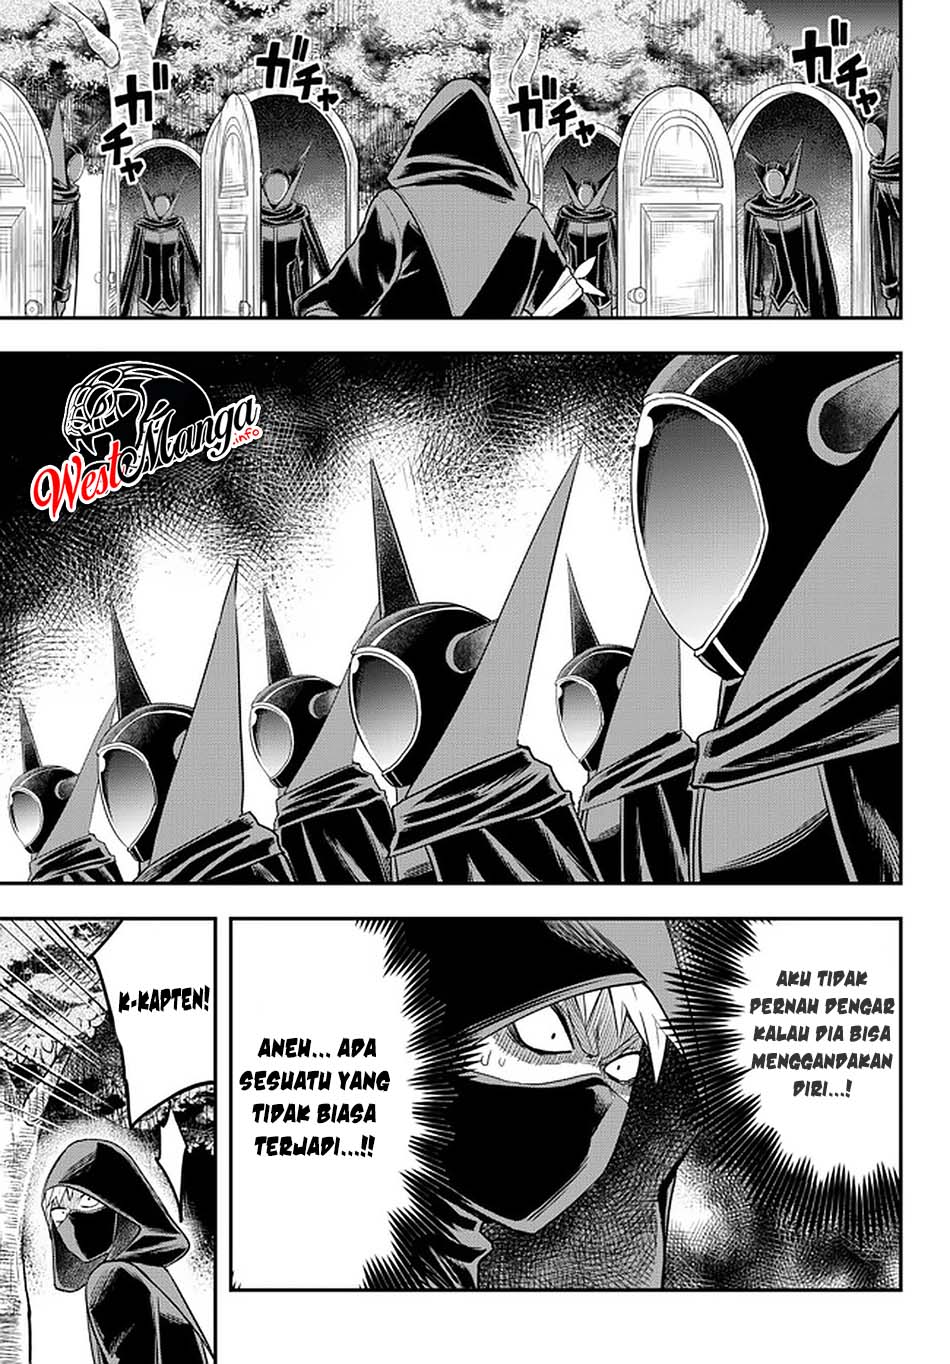 ガチャ
ガチャ
ガチャ
ガチャ
WestManga
.info
AKU TIDAK
PERNAH DENGAR
KALAU DIA BISA
MENGGANDAKAN
DIRI...!
ANEH... ADA
SESUATU YANG
TIDAK BIASA
TERJADI...!!
K-KAPTEN!